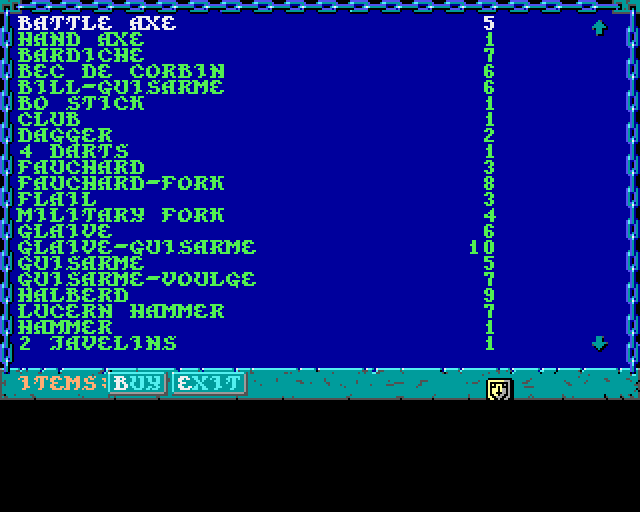 BATTLE AXE 5
HAND AXE 1
BARDICHE 7
BEC DE CORBIN 6
BILL-GUISARME 6
BO STICK 1
CLUB 1
DAGGER 2
4 DARTS 1
FAUCHARD 3
FAUCHARD-FORK 8
FLAIL 3
MILITARY FORK 4
GLAIVE 6
GLAIVE-GUISARME 10
GUISARME 5
GUISARME-VOULGE 7
HALBERD 9
LUCERN HAMMER 7
HAMMER 1
2 JAVELINS 1
ITEMS: BUY EXIT